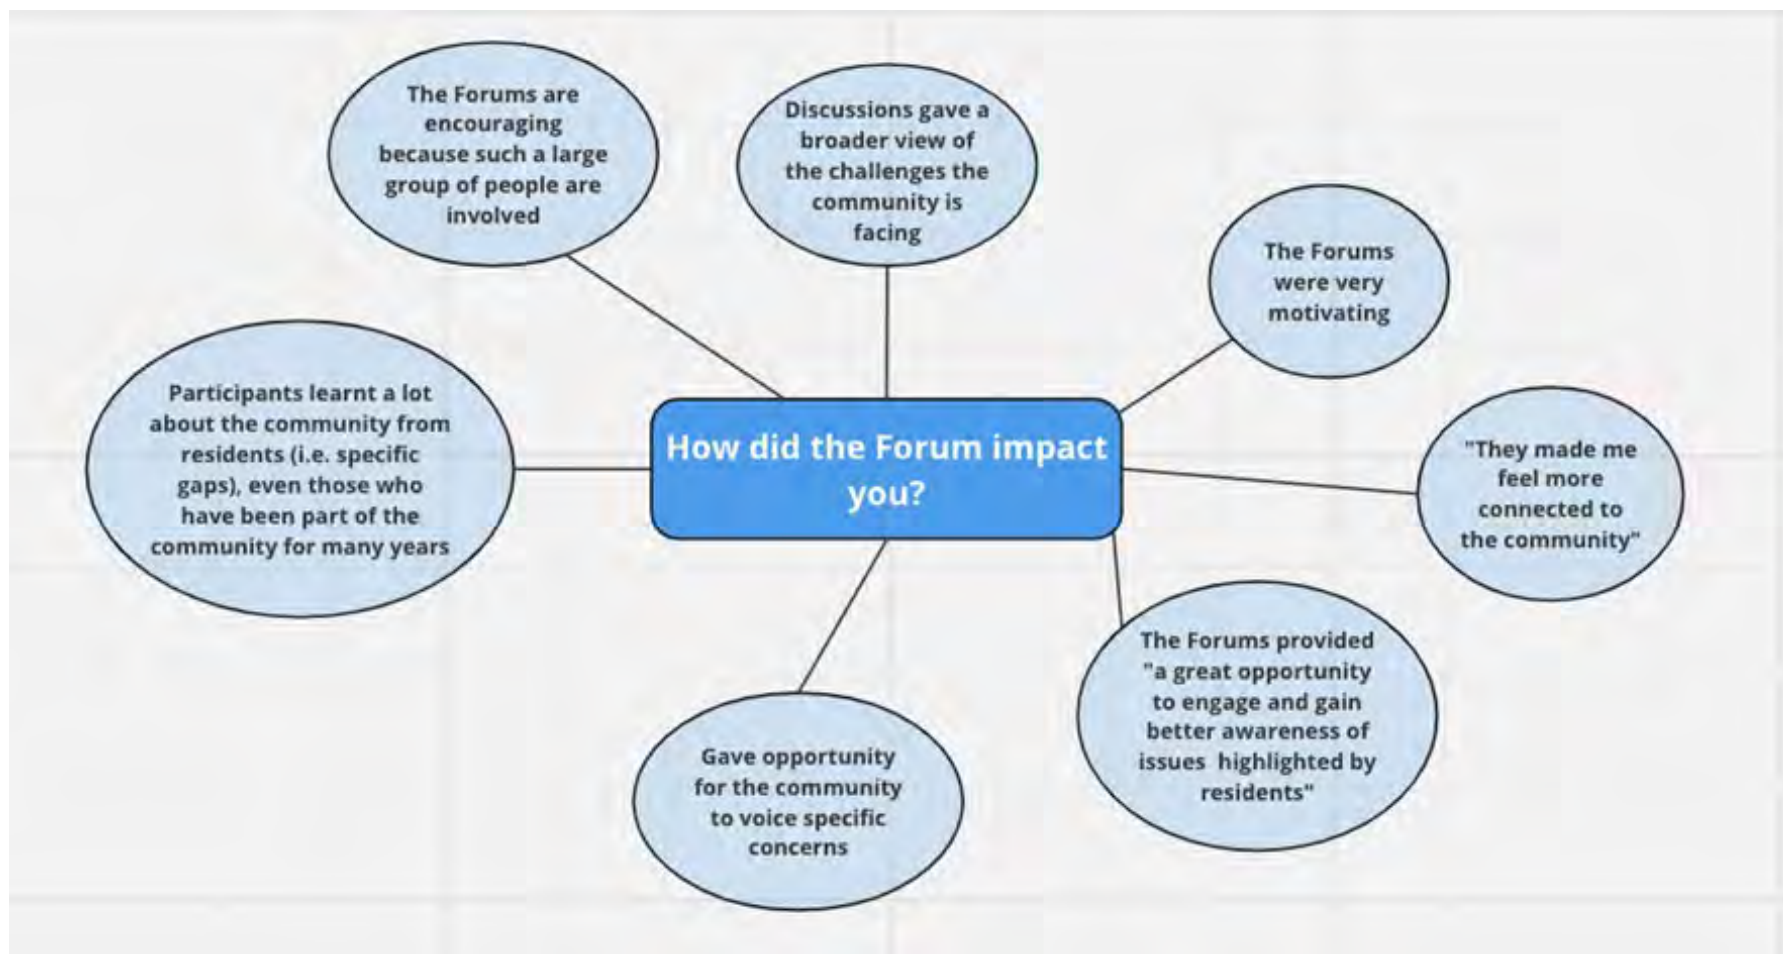 The Forums are
encouraging
because such a large
group of people are
involved
Discussions gave a
broader view of
the challenges the
community is
facing
The Forums
were very
motivating
Participants learnt a lot
about the community from
residents (i.e. specific
gaps), even those who
have been part of the
community for many years
How did the Forum impact
you?
"They made me
feel more
connected to
the community"
The Forums provided
"a great opportunity
to engage and gain
better awareness of
issues  highlighted by
residents"
Gave opportunity
for the community
to voice specific
concerns